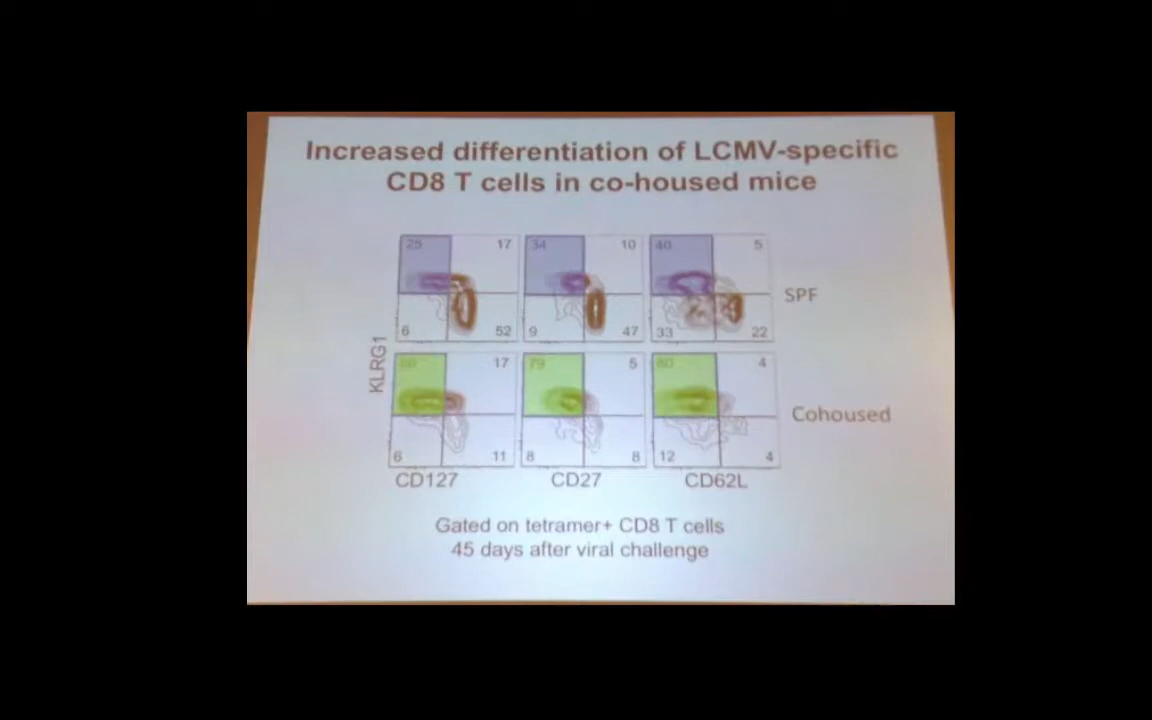 Increased differentiation of LCMV-specific
CD8 T cells in co-housed mice
25 17 34 10 40 5
SPF
6 52 9 47 33 22
KLRG1
17 79 5 80 4
Cohoused
6 11 8 8 12 4
CD127 CD27 CD62L
Gated on tetramer+ CD8 T cells
45 days after viral challenge